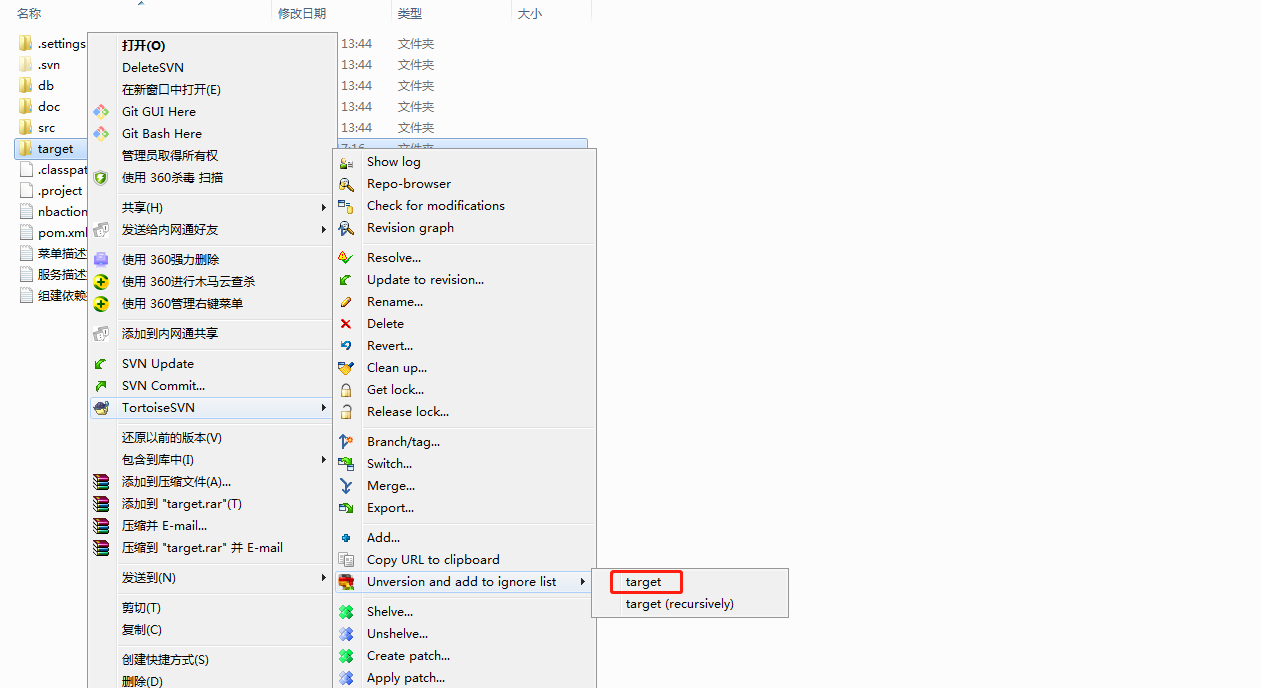 名称 修改日期 类型 大小
.settings 13:44 文件夹
.svn 13:44 文件夹
db 13:44 文件夹
doc 13:44 文件夹
src 13:44 文件夹
target
.classpat
.project
nbaction
pom.xml
菜单描述
服务描述
组建依赖
打开(O)
DeleteSVN
在新窗口中打开(E)
Git GUI Here
Git Bash Here
管理员取得所有权
使用 360杀毒 扫描
共享(H)
发送给内网通好友
使用 360强力删除
使用 360进行木马云查杀
使用 360管理右键菜单
添加到内网通共享
SVN Update
SVN Commit...
TortoiseSVN
还原以前的版本(V)
包含到库中(I)
添加到压缩文件(A)...
添加到 "target.rar"(T)
压缩并 E-mail...
压缩到 "target.rar" 并 E-mail
发送到(N)
剪切(T)
复制(C)
创建快捷方式(S)
删除(D)
Show log
Repo-browser
Check for modifications
Revision graph
Resolve...
Update to revision...
Rename...
Delete
Revert...
Clean up...
Get lock...
Release lock...
Branch/tag...
Switch...
Merge...
Export...
Add...
Copy URL to clipboard
Unversion and add to ignore list
Shelve...
Unshelve...
Create patch...
Apply patch...
target
target (recursively)